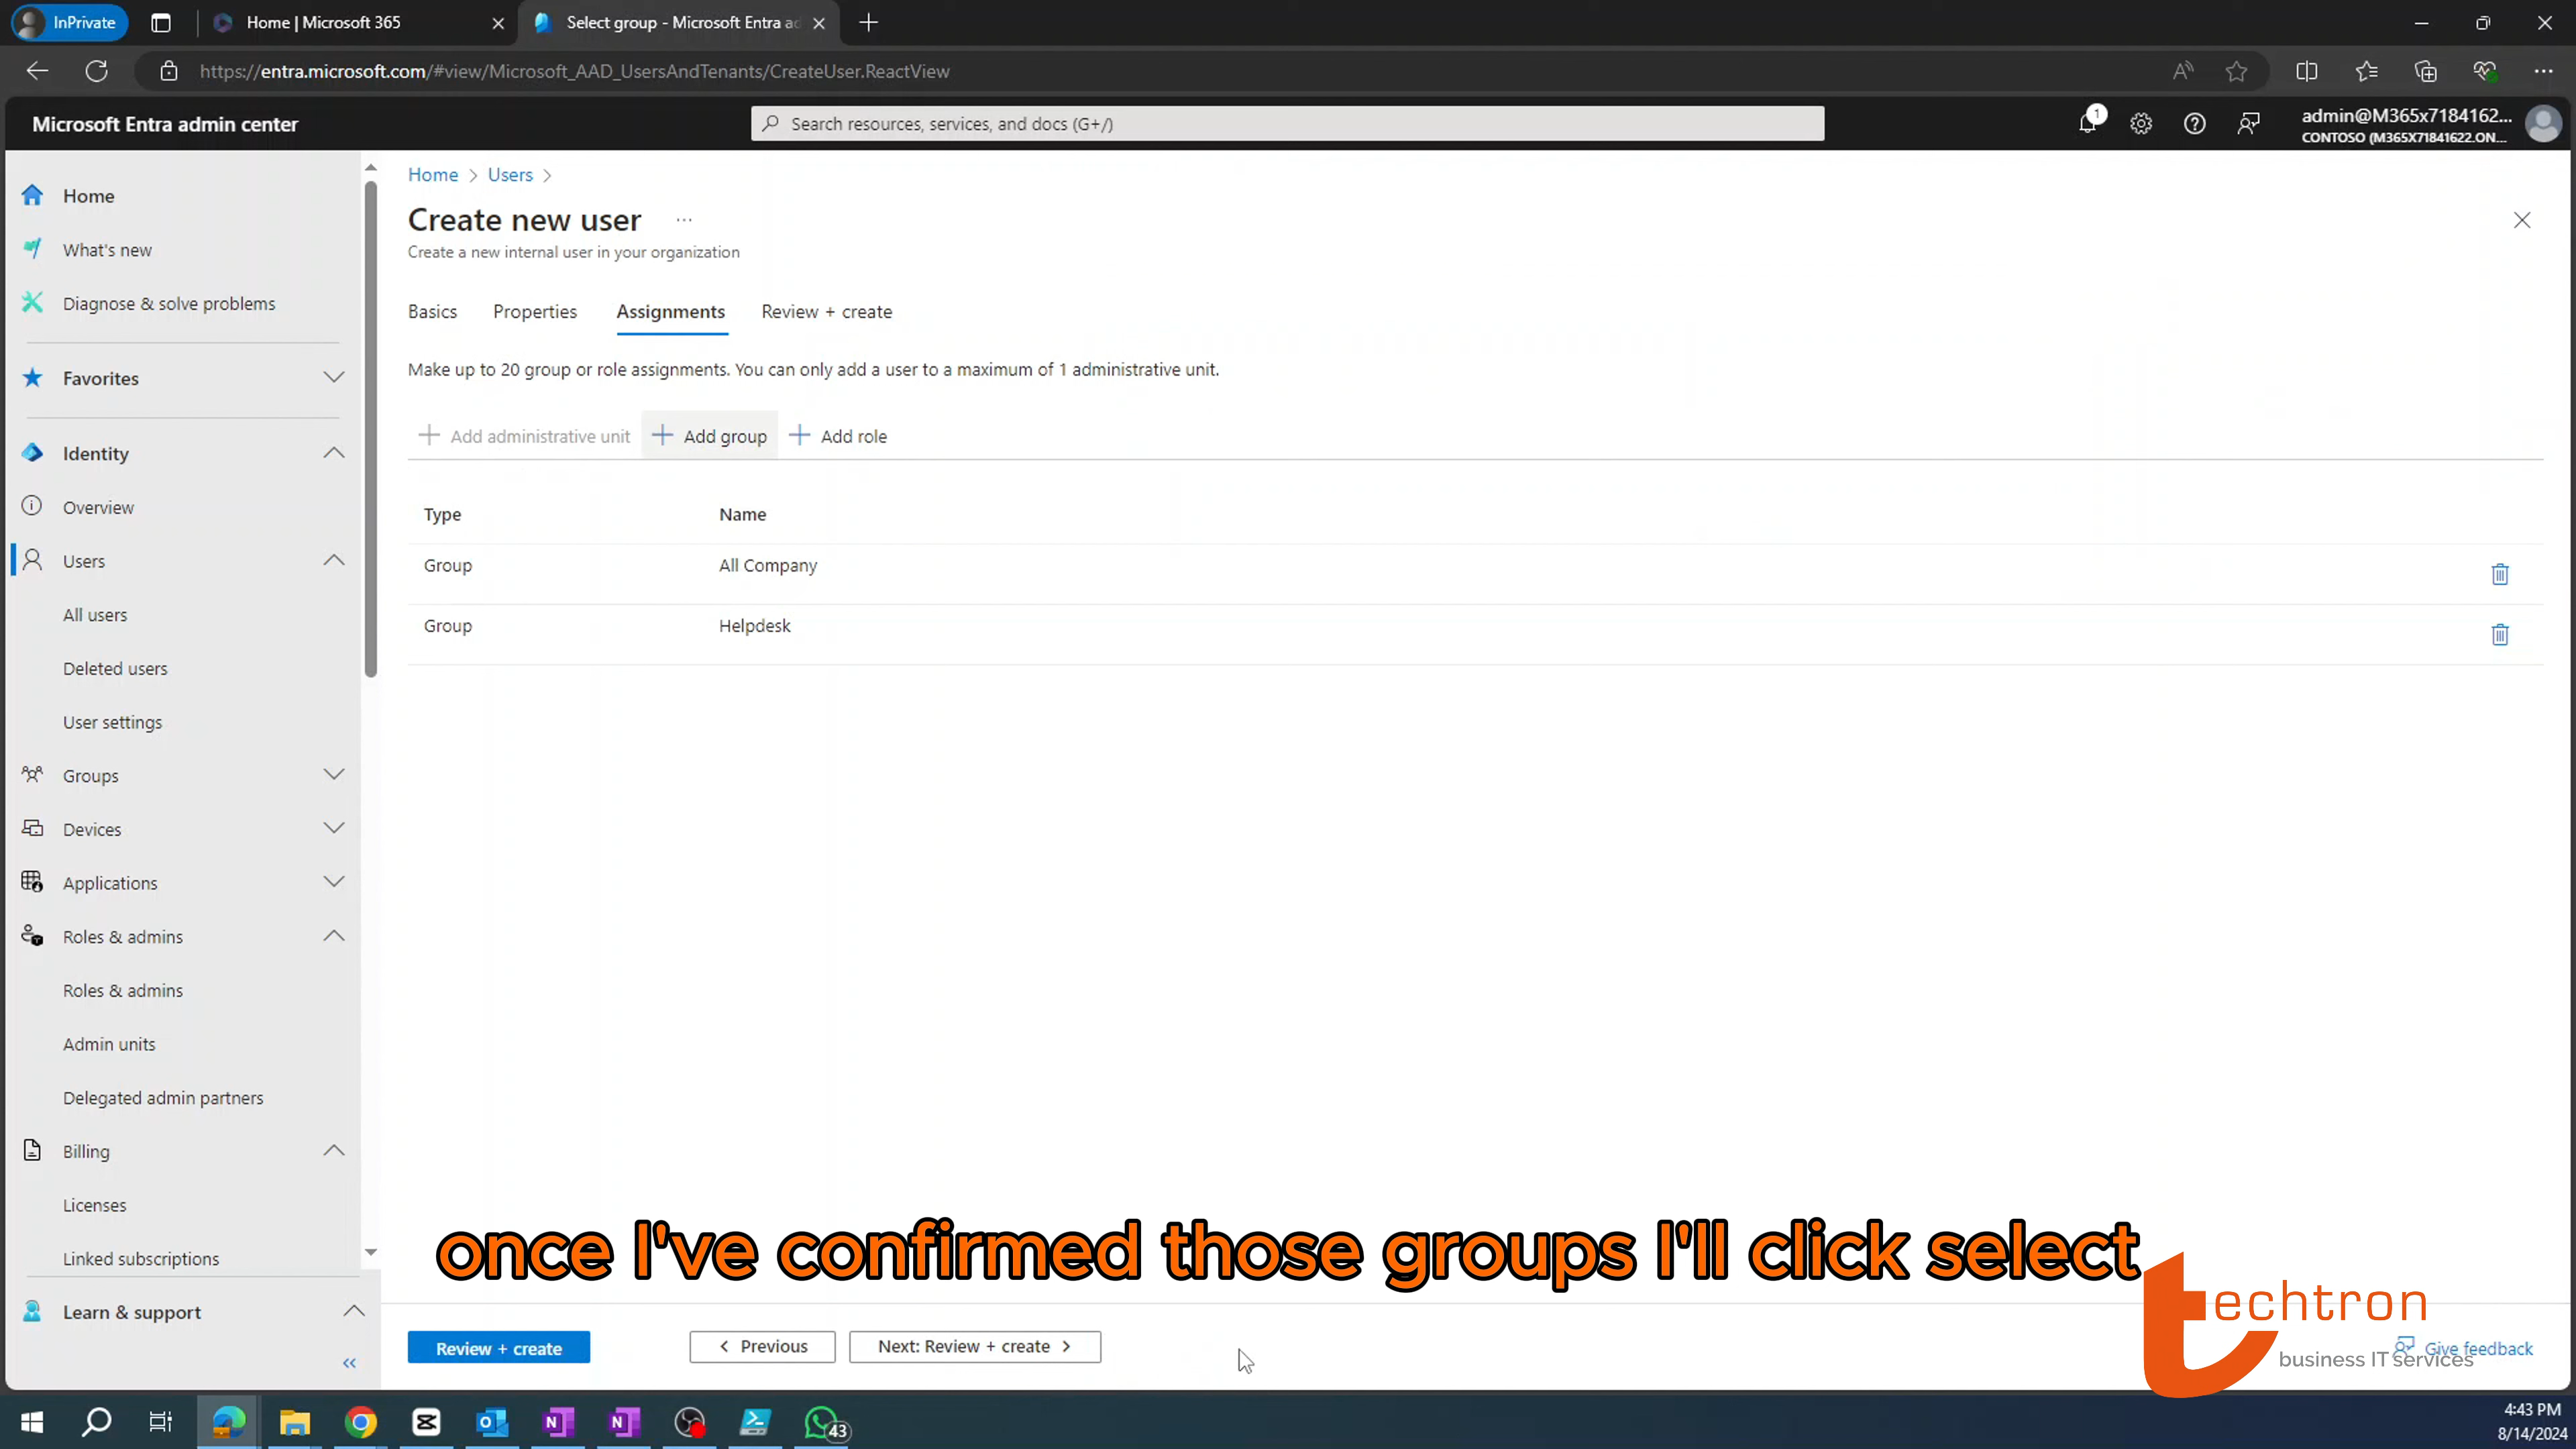 InPrivate
Home | Microsoft 365
Select group - Microsoft Entra ad
https://entra.microsoft.com/#view/Microsoft_AAD_UsersAndTenants/CreateUser.ReactView
Microsoft Entra admin center
Search resources, services, and docs (G+/)
1
admin@M365x7184162...
CONTOSO (M365X71841622.ON...
Home
What's new
Diagnose & solve problems
Favorites
Identity
Overview
Users
All users
Deleted users
User settings
Groups
Devices
Applications
Roles & admins
Roles & admins
Admin units
Delegated admin partners
Billing
Licenses
Linked subscriptions
Learn & support
Home > Users >
Create new user ...
Create a new internal user in your organization
Basics Properties Assignments Review + create
Make up to 20 group or role assignments. You can only add a user to a maximum of 1 administrative unit.
Add administrative unit Add group Add role
Type Name
Group All Company
Group Helpdesk
once I've confirmed those groups I'll click select
techtron
business IT services
Review + create
< Previous
Next: Review + create >
Give feedback
43
4:43 PM
8/14/2024